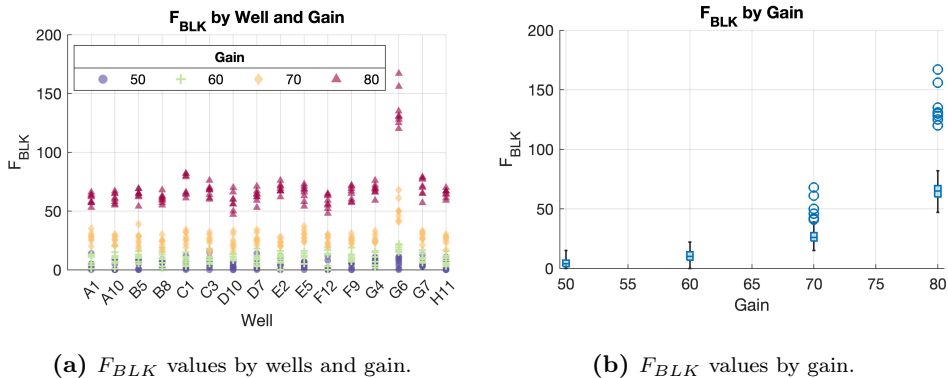 F_BLK by Well and Gain
200
150
100
50
0
F_BLK
Gain
50 60 70 80
A1 A10 B5 B8 C1 C3 D10 D7 E2 E5 F12 F9 G4 G6 G7 H11
Well
(a) F_BLK values by wells and gain.
F_BLK by Gain
200
150
100
50
0
F_BLK
50 55 60 65 70 75 80
Gain
(b) F_BLK values by gain.